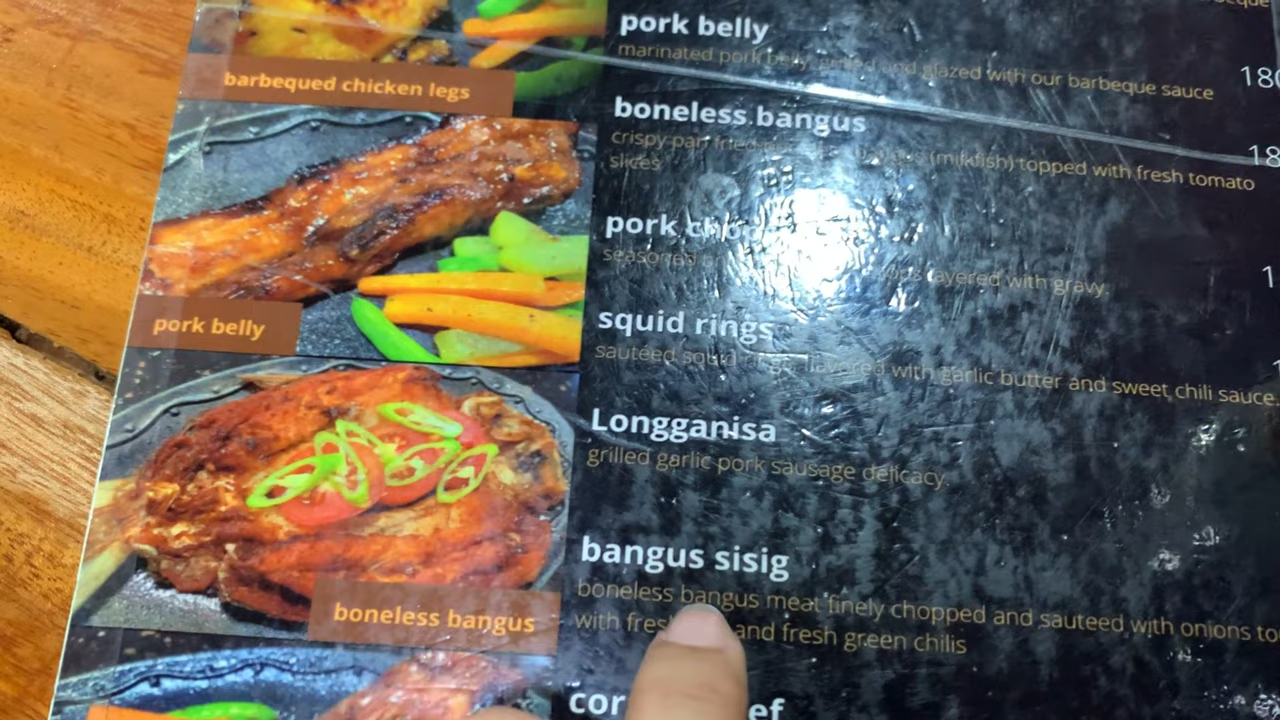 barbequed chicken legs
pork belly
boneless bangus
pork belly
marinated pork belly, and glazed with our barbeque sauce
180
boneless bangus
crispy pan fried (milkfish) topped with fresh tomato
18
slices
pork
seasoned layered with gravy
1
squid rings
sautéed squid rings, flavored with garlic butter and sweet chili sauce.
Longganisa
grilled garlic pork sausage delicacy.
bangus sisig
boneless bangus meat finely chopped and sauteed with onions to
with and fresh green chilis